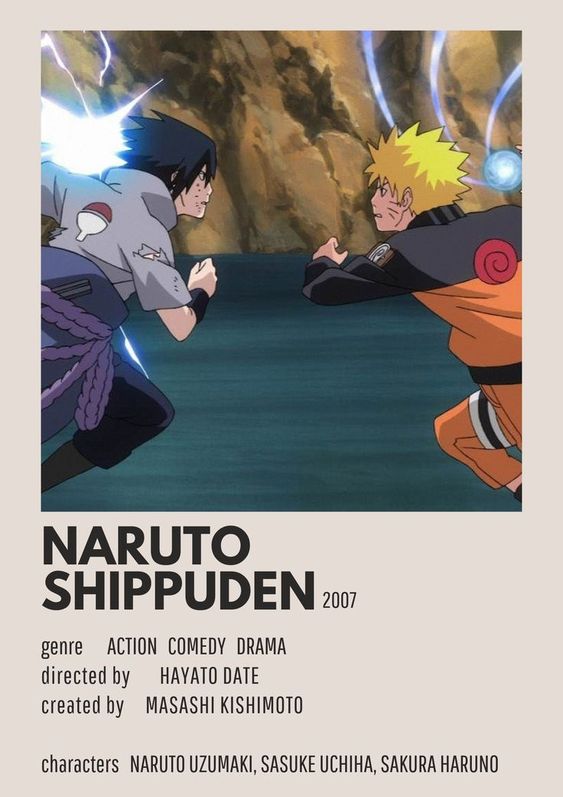 NARUTO
SHIPPUDEN 2007
genre ACTION COMEDY DRAMA
directed by HAYATO DATE
created by MASASHI KISHIMOTO
characters NARUTO UZUMAKI, SASUKE UCHIHA, SAKURA HARUNO